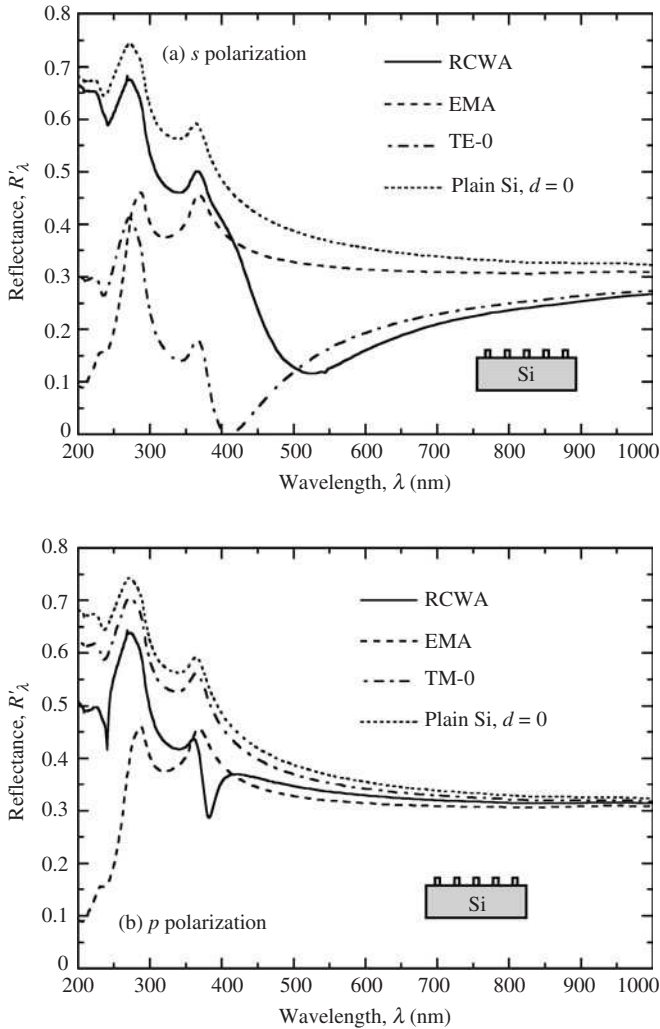 0.8
0.7
0.6
0.5
0.4
0.3
0.2
0.1
0
Reflectance, R′λ
(a) s polarization
RCWA
EMA
TE-0
Plain Si, d = 0
Si
200 300 400 500 600 700 800 900 1000
Wavelength, λ (nm)
0.8
0.7
0.6
0.5
0.4
0.3
0.2
0.1
0
Reflectance, R′λ
RCWA
EMA
TM-0
Plain Si, d = 0
Si
(b) p polarization
200 300 400 500 600 700 800 900 1000
Wavelength, λ (nm)